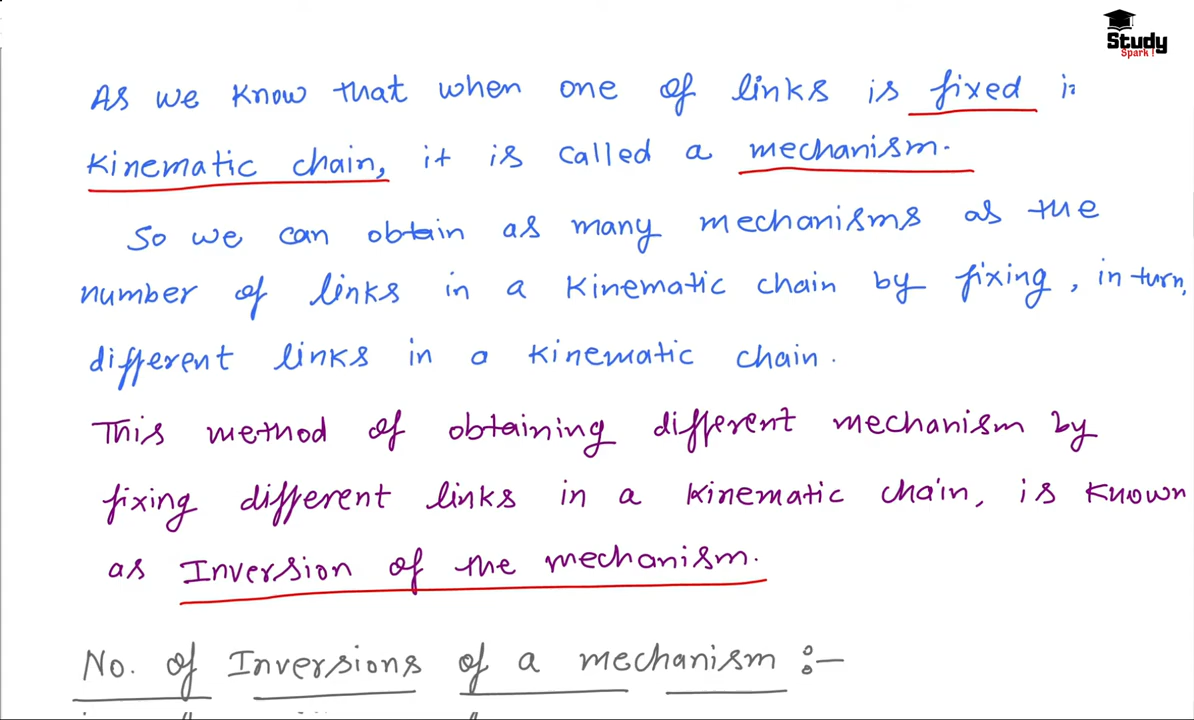 Study
Spark!
As we know that when one of links is fixed in
kinematic chain, it is called a mechanism.
So we can obtain as many mechanisms as the
number of links in a kinematic chain by fixing, in turn,
different links in a kinematic chain.
This method of obtaining different mechanism by
fixing different links in a kinematic chain, is known
as Inversion of the mechanism.
No. of Inversions of a mechanism :-